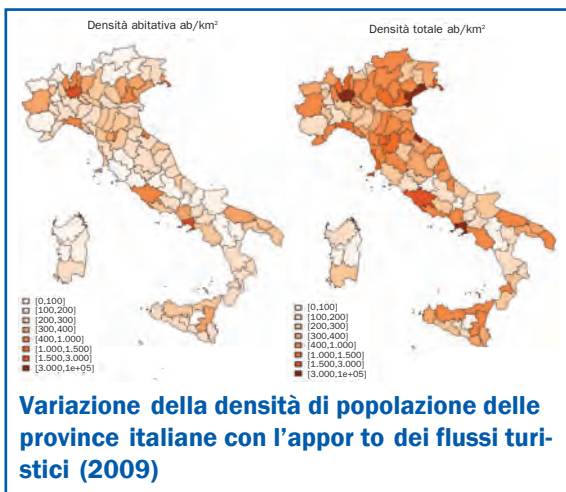 Densità abitativa ab/km²
Densità totale ab/km²
[0,100]
[100,200]
[200,300]
[300,400]
[400,1.000]
[1.000,1.500]
[1.500,3.000]
[3.000,1e+05]
[0,100]
[100,200]
[200,300]
[300,400]
[400,1.000]
[1.000,1.500]
[1.500,3.000]
[3.000,1e+05]
Variazione della densità di popolazione delle
province italiane con l'appor to dei flussi turi-
stici (2009)